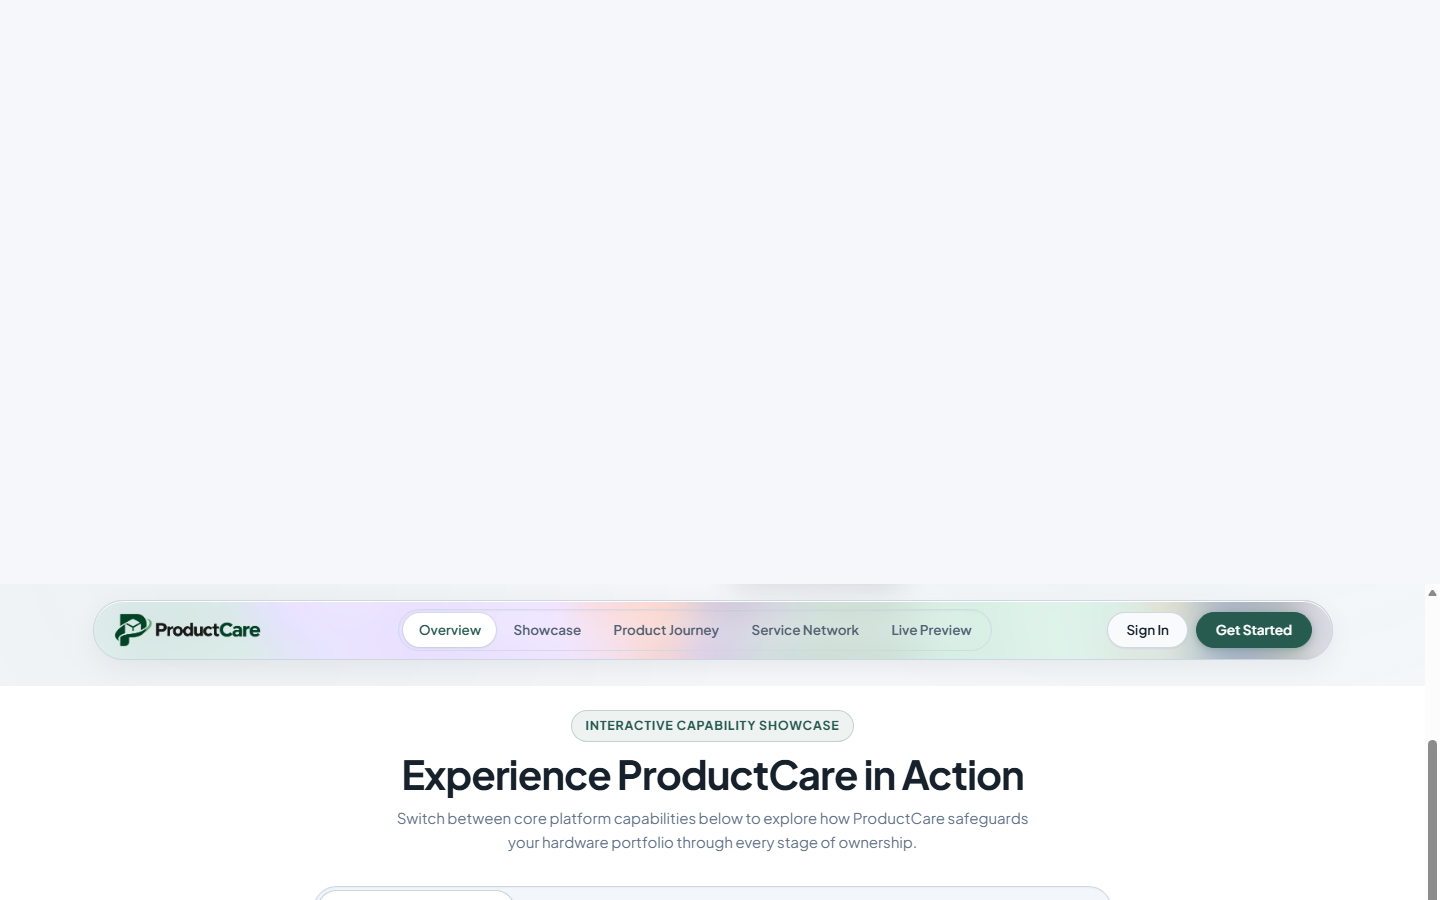 ProductCare
Overview
Showcase
Product Journey
Service Network
Live Preview
Sign In
Get Started
INTERACTIVE CAPABILITY SHOWCASE
Experience ProductCare in Action
Switch between core platform capabilities below to explore how ProductCare safeguards
your hardware portfolio through every stage of ownership.